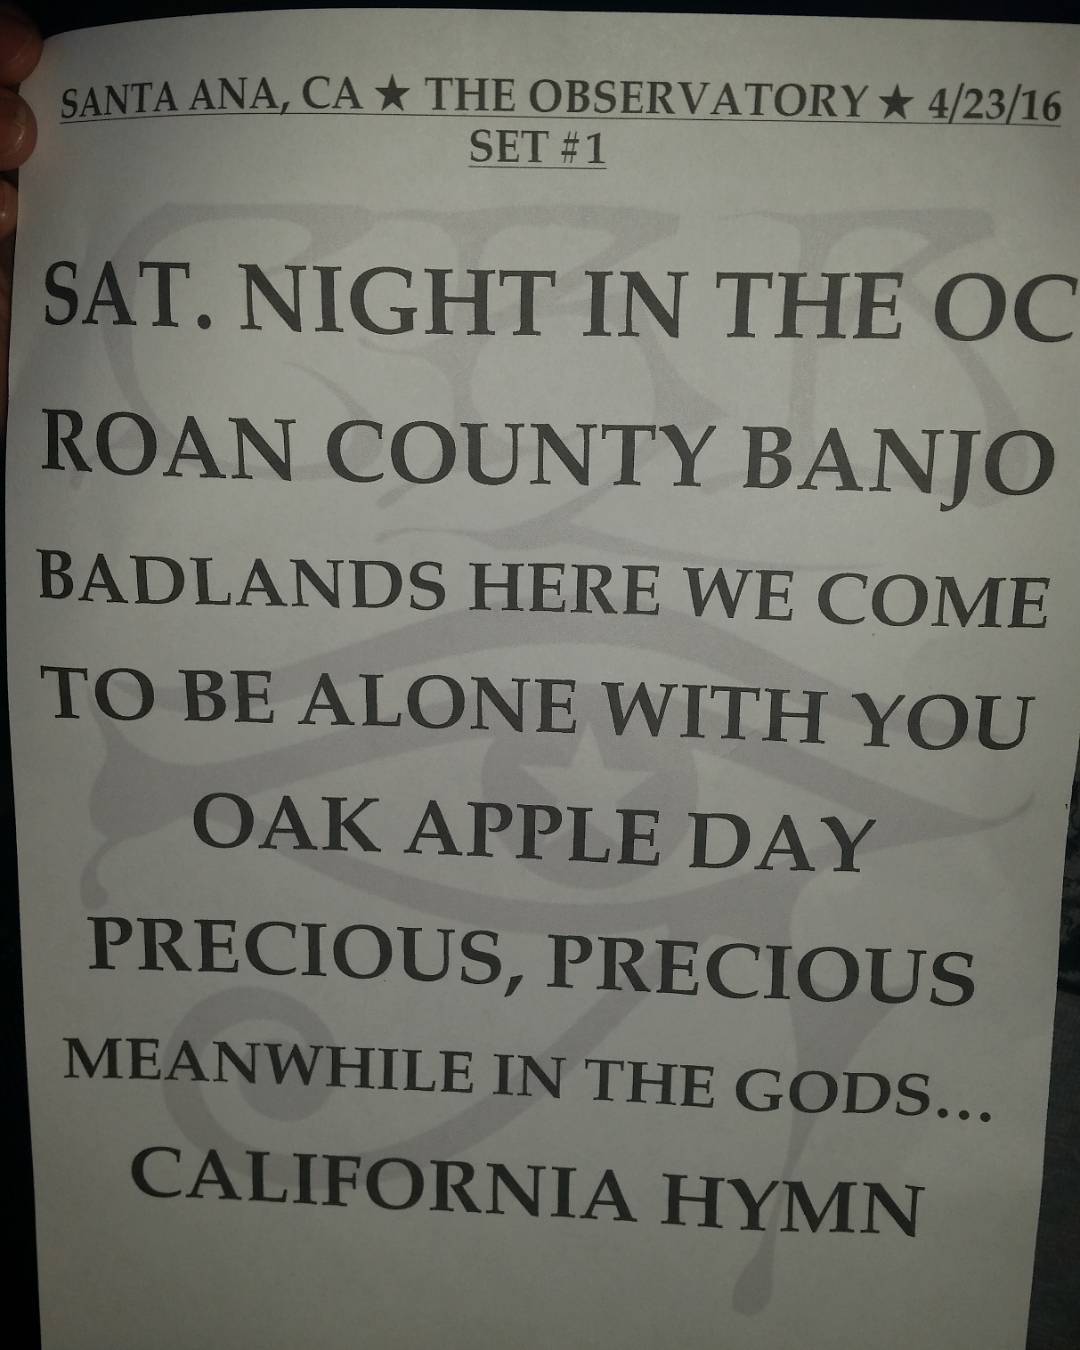 SANTA ANA, CA ★ THE OBSERVATORY ★ 4/23/16
SET #1
SAT. NIGHT IN THE OC
ROAN COUNTY BANJO
BADLANDS HERE WE COME
TO BE ALONE WITH YOU
OAK APPLE DAY
PRECIOUS, PRECIOUS
MEANWHILE IN THE GODS...
CALIFORNIA HYMN